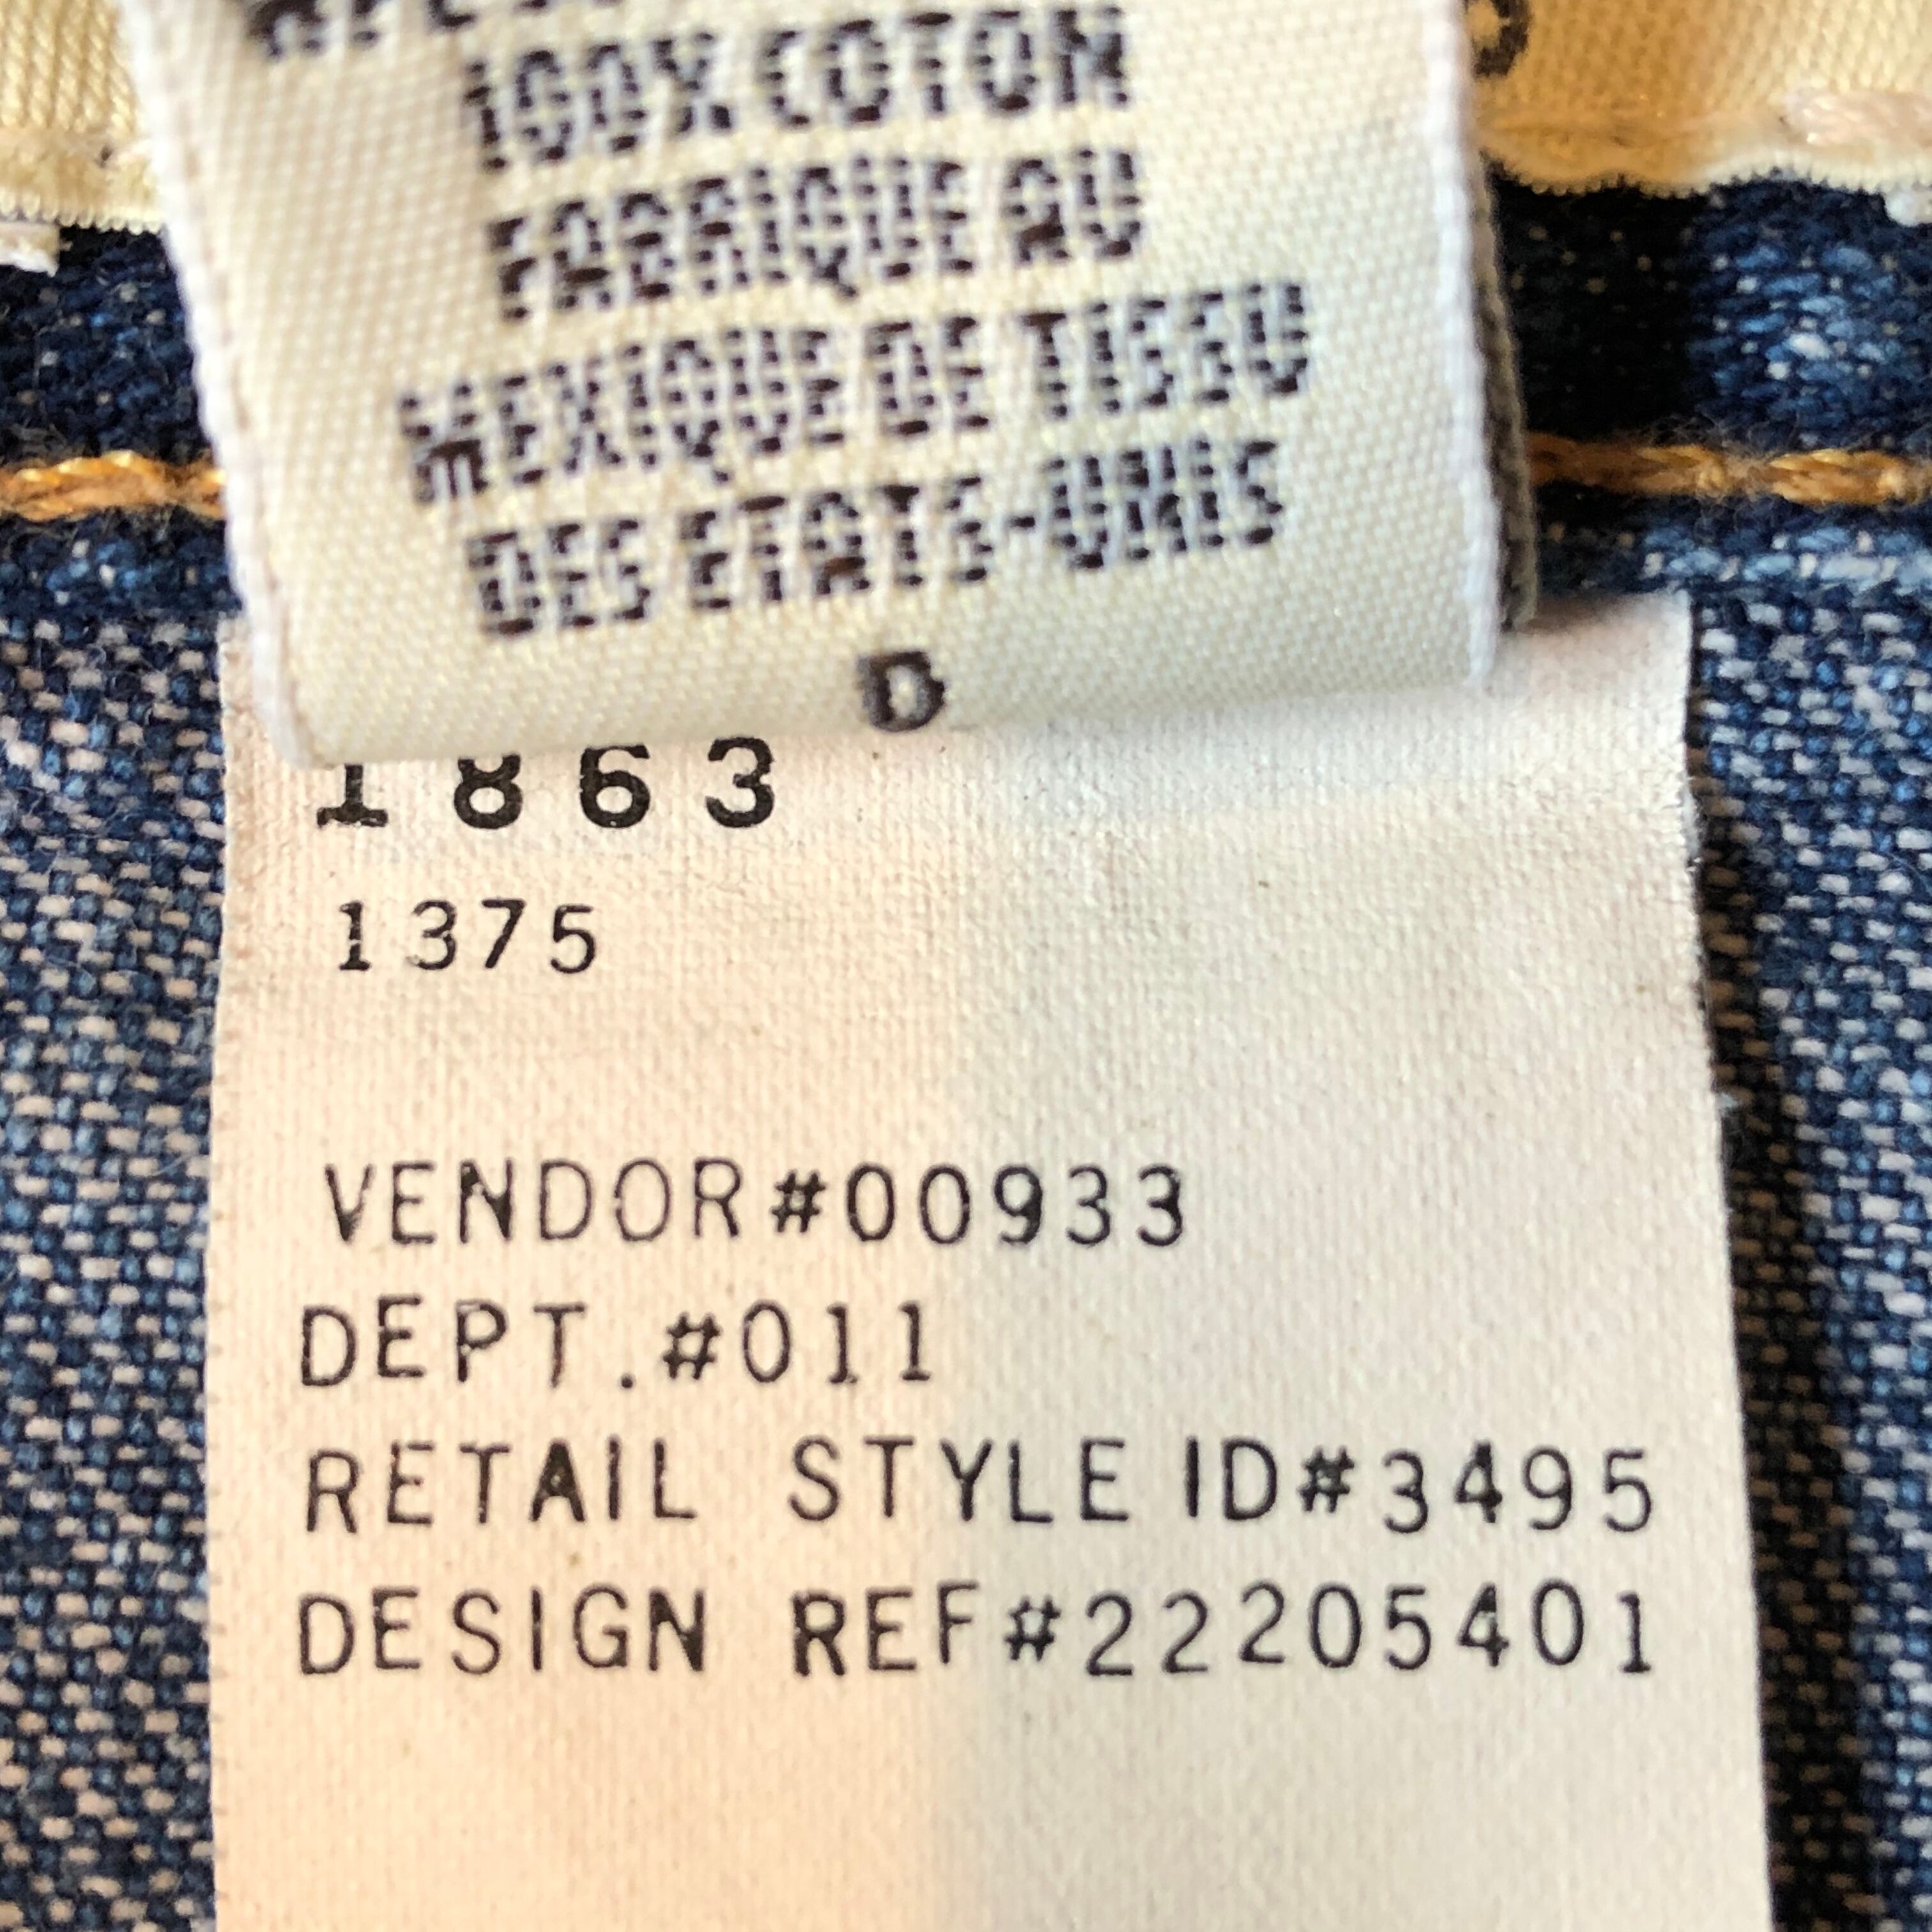 100% COTON
FABRIQUE AU
MEXIQUE DE TISSU
DES ETATS-UNIS
D
1863
1375
VENDOR#00933
DEPT.#011
RETAIL STYLE ID#3495
DESIGN REF#22205401